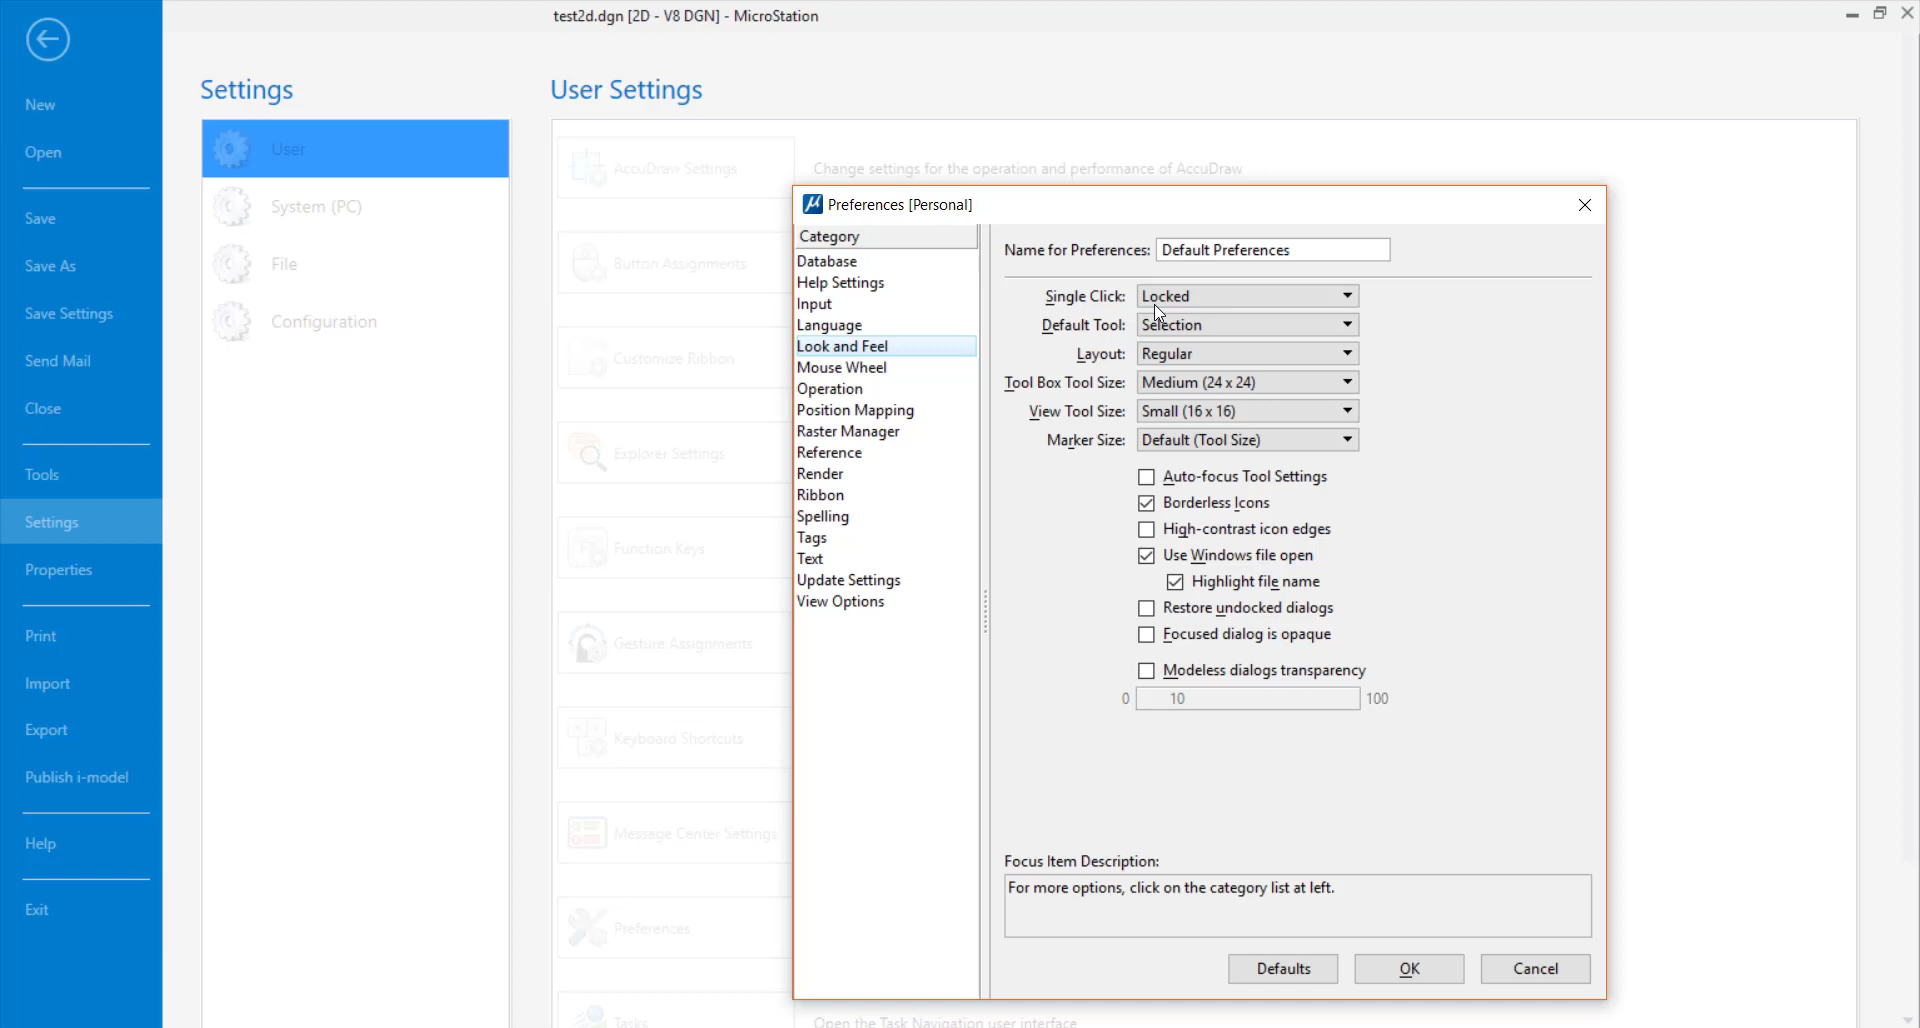 test2d.dgn [2D - V8 DGN] - MicroStation
New
Open
Save
Save As
Save Settings
Send Mail
Close
Tools
Settings
Properties
Print
Import
Export
Publish i-model
Help
Exit
Settings
User
System (PC)
File
Configuration
User Settings
AccuDraw Settings
Change settings for the operation and performance of AccuDraw
Button Assignments
Customize Ribbon
Explorer Settings
Function Keys
Gesture Assignments
Keyboard Shortcuts
Message Center Settings
Preferences
Tasks
Open the Task Navigation user interface
Preferences [Personal]
Category
Database
Help Settings
Input
Language
Look and Feel
Mouse Wheel
Operation
Position Mapping
Raster Manager
Reference
Render
Ribbon
Spelling
Tags
Text
Update Settings
View Options
Name for Preferences: Default Preferences
Single Click: Locked
Default Tool: Selection
Layout: Regular
Tool Box Tool Size: Medium (24 x 24)
View Tool Size: Small (16 x 16)
Marker Size: Default (Tool Size)
Auto-focus Tool Settings
Borderless Icons
High-contrast icon edges
Use Windows file open
Highlight file name
Restore undocked dialogs
Focused dialog is opaque
Modeless dialogs transparency
0 10 100
Focus Item Description:
For more options, click on the category list at left.
Defaults OK Cancel